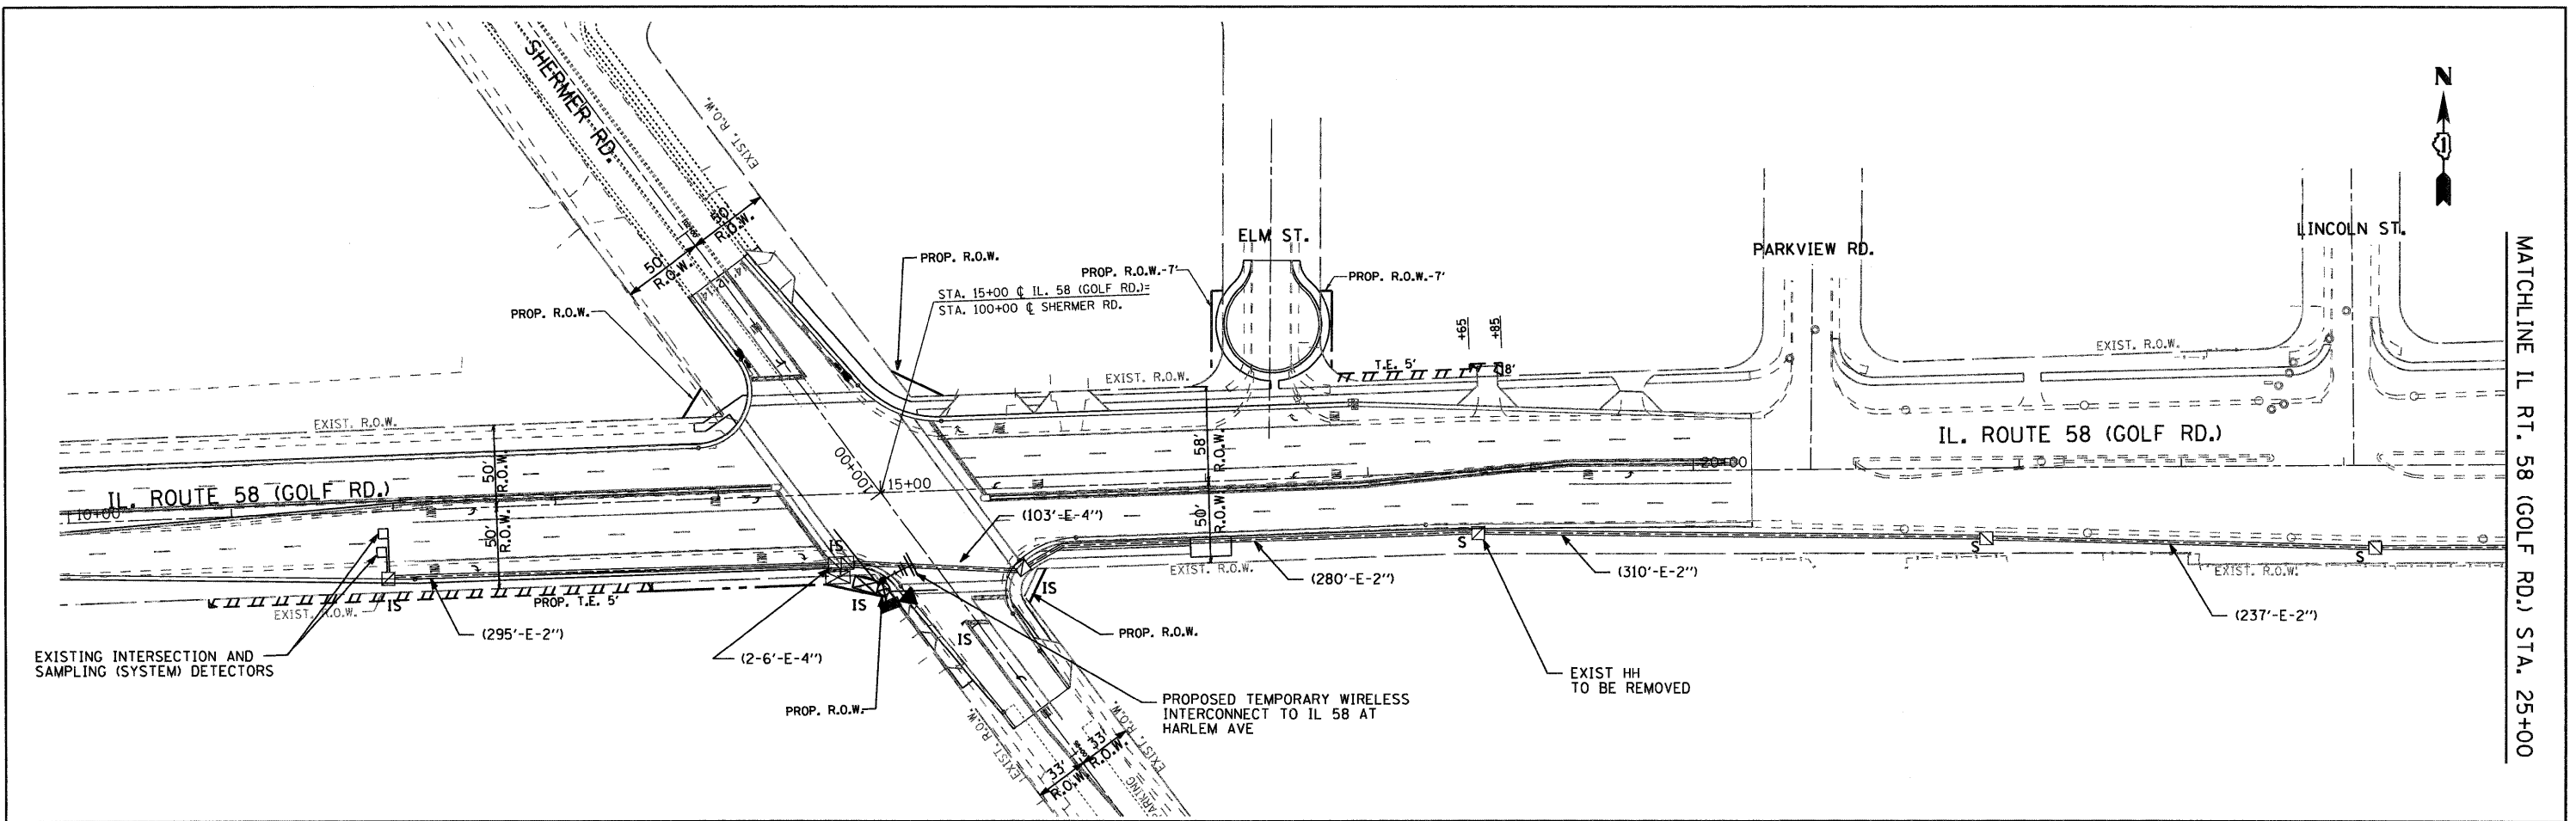 SHERMER RD.
EXIST. R.O.W.
N
1
50'
R.O.W.
50'
R.O.W.
PROP. R.O.W.
PROP. R.O.W.
STA. 15+00 ℄ IL. 58 (GOLF RD.)=
STA. 100+00 ℄ SHERMER RD.
ELM ST.
PROP. R.O.W.-7'
PROP. R.O.W.-7'
+65
+85
T.E. 5'
8'
PARKVIEW RD.
LINCOLN ST.
EXIST. R.O.W.
MATCHLINE IL RT. 58 (GOLF RD.) STA. 25+00
EXIST. R.O.W.
EXIST. R.O.W.
50'
R.O.W.
50'
R.O.W.
58'
R.O.W.
50'
R.O.W.
IL. ROUTE 58 (GOLF RD.)
10+00
100+00
15+00
20+00
IL. ROUTE 58 (GOLF RD.)
(103'-E-4")
IS
IS
IS
IS
IS
S
S
S
EXIST. R.O.W.
PROP. T.E. 5'
EXIST. R.O.W.
EXIST. R.O.W.
(295'-E-2")
(2-6'-E-4")
(280'-E-2")
(310'-E-2")
(237'-E-2")
EXISTING INTERSECTION AND
SAMPLING (SYSTEM) DETECTORS
PROP. R.O.W.
PROP. R.O.W.
PROPOSED TEMPORARY WIRELESS
INTERCONNECT TO IL 58 AT
HARLEM AVE
EXIST HH
TO BE REMOVED
EXIST. R.O.W.
33'
R.O.W.
33'
R.O.W.
EXIST. R.O.W.
PARKING